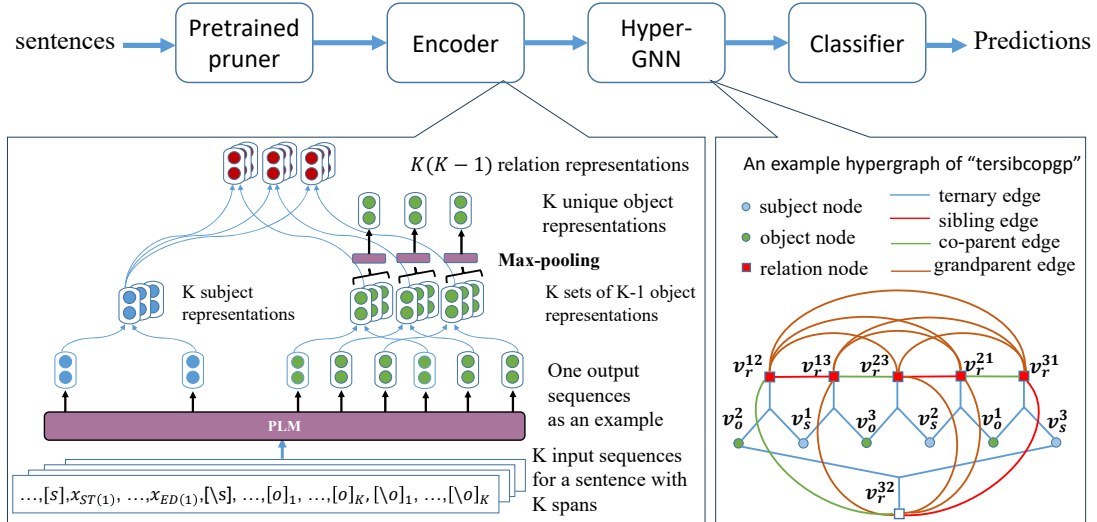 sentences
Pretrained
pruner
Encoder
Hyper-
GNN
Classifier
Predictions
K(K − 1) relation representations
K unique object
representations
Max-pooling
K subject
representations
K sets of K-1 object
representations
One output
sequences
as an example
PLM
K input sequences
for a sentence with
K spans
...,[s],x_{ST(1)}, ...,x_{ED(1)},[\s], ...,[o]_1, ...,[o]_K,[\o]_1, ...,[\o]_K
An example hypergraph of "tersibcopgp"
subject node
object node
relation node
ternary edge
sibling edge
co-parent edge
grandparent edge
v_r^{12} v_r^{13} v_r^{23} v_r^{21} v_r^{31}
v_o^2 v_s^1 v_o^3 v_s^2 v_o^1 v_s^3
v_r^{32}